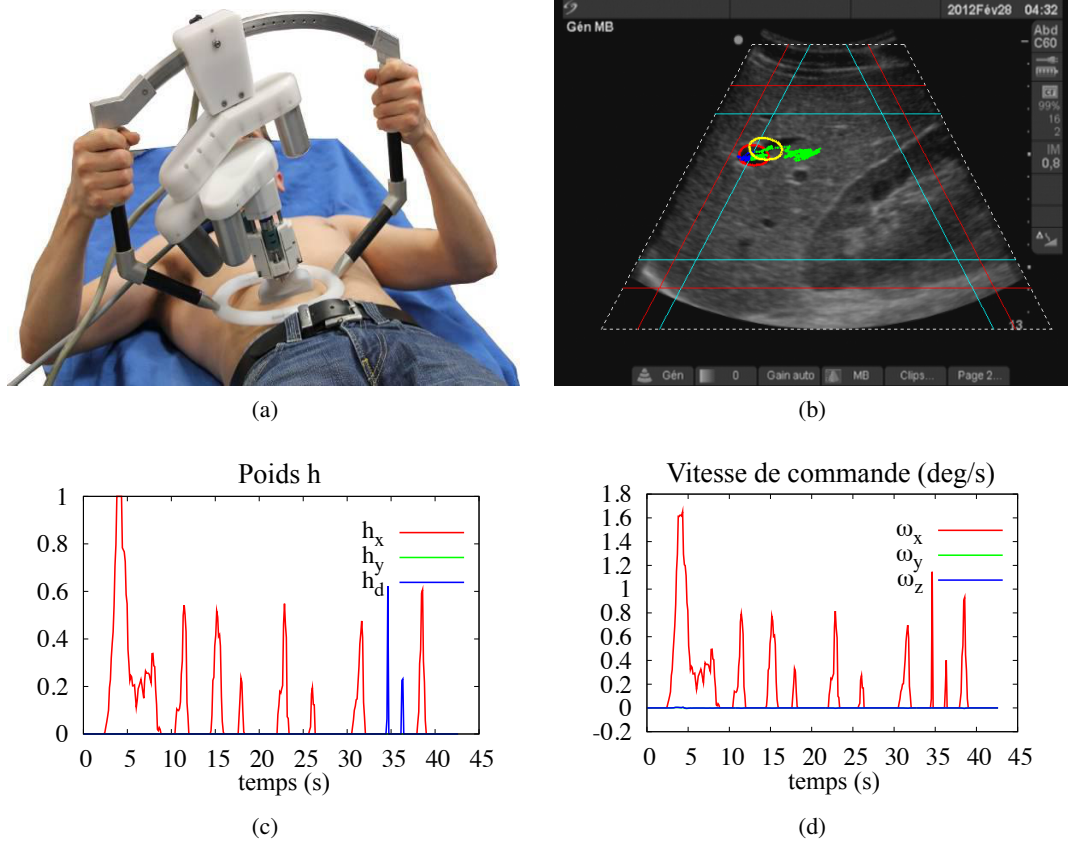 2012Fév28 04:32
Gén MB
Abd
C60
CF
99%
16
2
IM
0,8
13
Gén
0
Gain auto
MB
Clips...
Page 2...
(a)
(b)
Poids h
1
0.8
0.6
0.4
0.2
0
h_x
h_y
h_d
0 5 10 15 20 25 30 35 40 45
temps (s)
(c)
Vitesse de commande (deg/s)
1.8
1.6
1.4
1.2
1
0.8
0.6
0.4
0.2
0
-0.2
ω_x
ω_y
ω_z
0 5 10 15 20 25 30 35 40 45
temps (s)
(d)